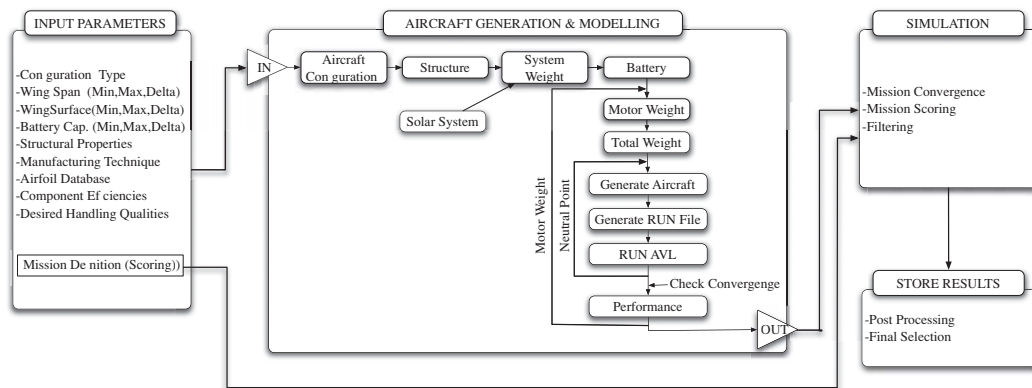 INPUT PARAMETERS
-Con guration Type
-Wing Span (Min,Max,Delta)
-WingSurface(Min,Max,Delta)
-Battery Cap. (Min,Max,Delta)
-Structural Properties
-Manufacturing Technique
-Airfoil Database
-Component Ef ciencies
-Desired Handling Qualities
Mission De nition (Scoring))
AIRCRAFT GENERATION & MODELLING
IN
Aircraft
Con guration
Structure
System
Weight
Battery
Solar System
Motor Weight
Total Weight
Generate Aircraft
Generate RUN File
RUN AVL
Check Convergenge
Performance
Motor Weight
Neutral Point
OUT
SIMULATION
-Mission Convergence
-Mission Scoring
-Filtering
STORE RESULTS
-Post Processing
-Final Selection